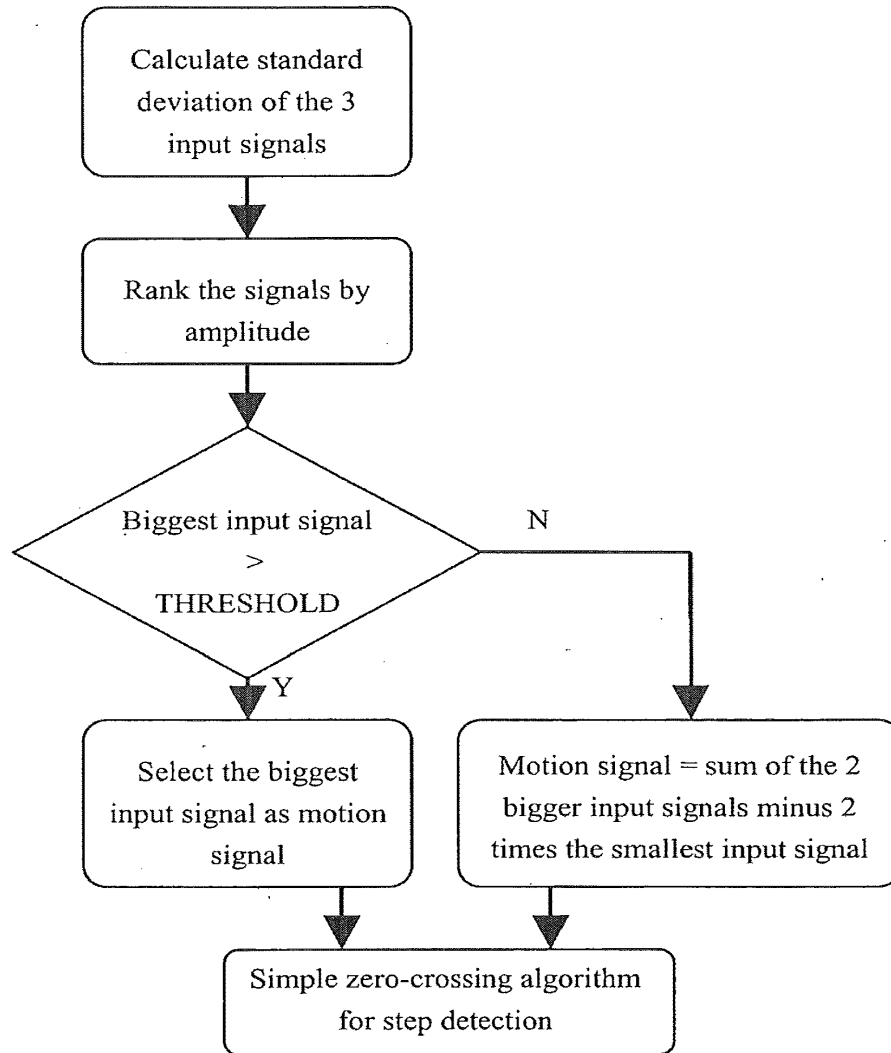 Calculate standard
deviation of the 3
input signals
Rank the signals by
amplitude
Biggest input signal
>
THRESHOLD
N
Y
Select the biggest
input signal as motion
signal
Motion signal = sum of the 2
bigger input signals minus 2
times the smallest input signal
Simple zero-crossing algorithm
for step detection